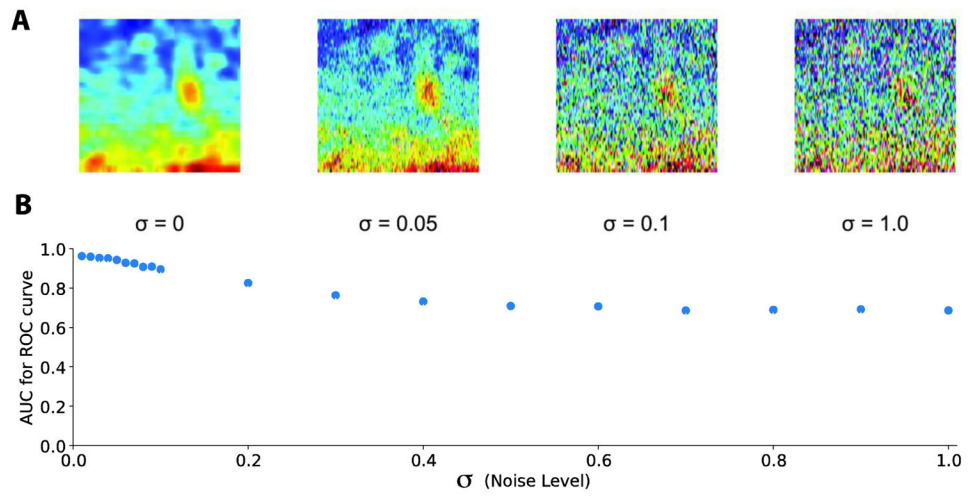 A
B
σ = 0 σ = 0.05 σ = 0.1 σ = 1.0
1.0
0.8
0.6
0.4
0.2
0.0
AUC for ROC curve
0.0 0.2 0.4 0.6 0.8 1.0
σ (Noise Level)